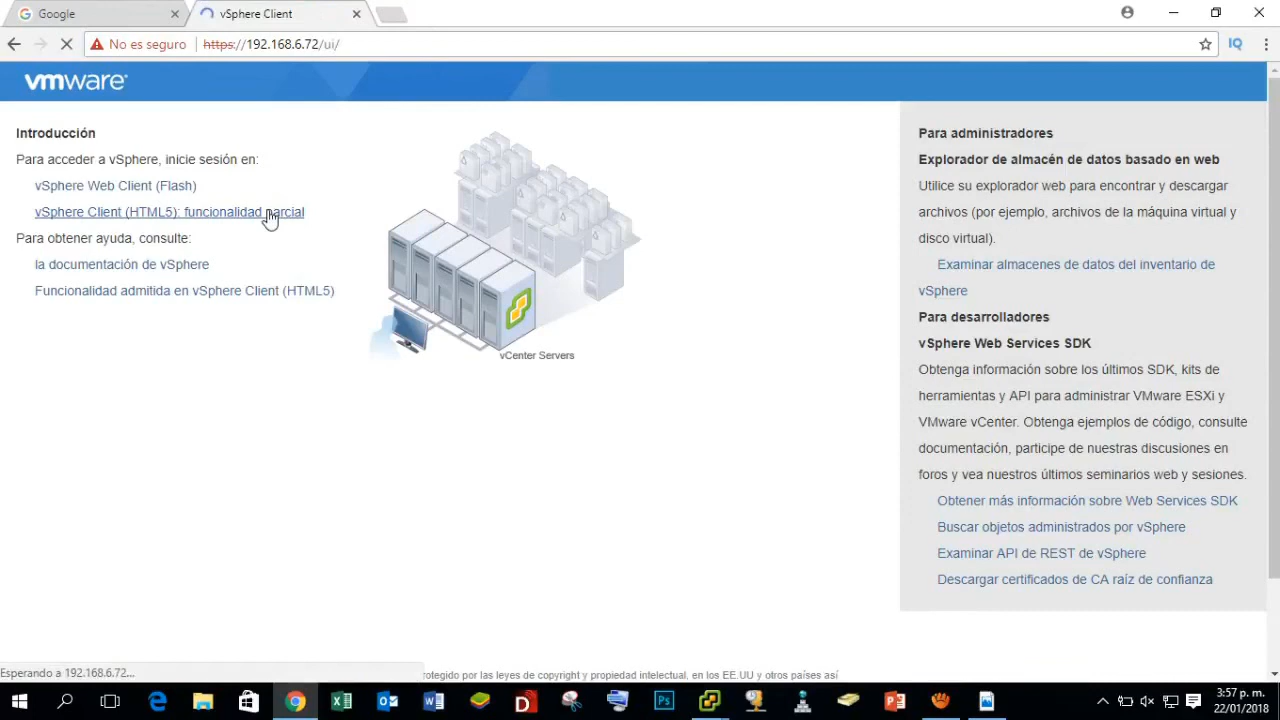 Google
vSphere Client
No es seguro
https://192.168.6.72/ui/
IQ
vmware
Introducción
Para acceder a vSphere, inicie sesión en:
vSphere Web Client (Flash)
vSphere Client (HTML5): funcionalidad parcial
Para obtener ayuda, consulte:
la documentación de vSphere
Funcionalidad admitida en vSphere Client (HTML5)
vCenter Servers
Para administradores
Explorador de almacén de datos basado en web
Utilice su explorador web para encontrar y descargar
archivos (por ejemplo, archivos de la máquina virtual y
disco virtual).
Examinar almacenes de datos del inventario de
vSphere
Para desarrolladores
vSphere Web Services SDK
Obtenga información sobre los últimos SDK, kits de
herramientas y API para administrar VMware ESXi y
VMware vCenter. Obtenga ejemplos de código, consulte
documentación, participe de nuestras discusiones en
foros y vea nuestros últimos seminarios web y sesiones.
Obtener más información sobre Web Services SDK
Buscar objetos administrados por vSphere
Examinar API de REST de vSphere
Descargar certificados de CA raíz de confianza
Esperando a 192.168.6.72...
rotegido por las leyes de copyright y propiedad intelectual, en los EE.UU y otros países así
3:57 p. m.
22/01/2018